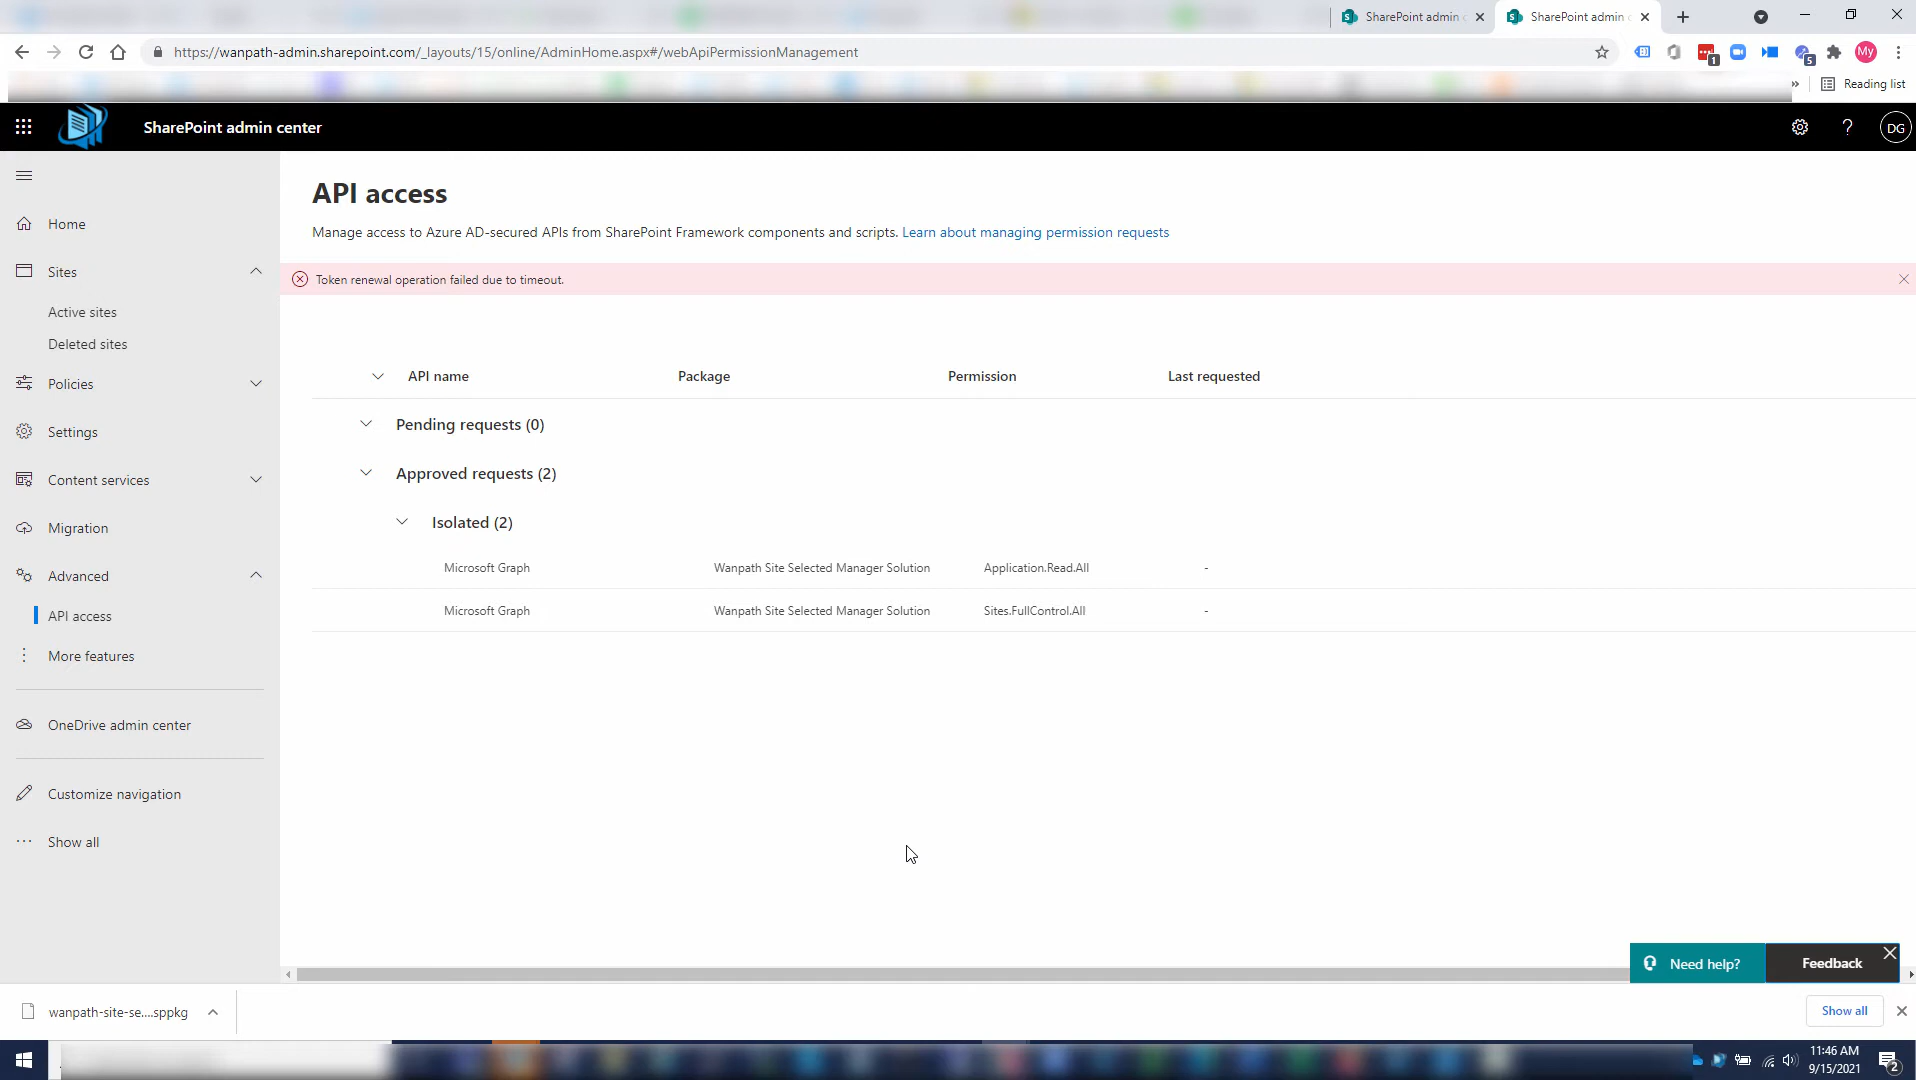 SharePoint admin
SharePoint admin
https://wanpath-admin.sharepoint.com/_layouts/15/online/AdminHome.aspx#/webApiPermissionManagement
1
5
My
»
Reading list
SharePoint admin center
?
DG
API access
Manage access to Azure AD-secured APIs from SharePoint Framework components and scripts. Learn about managing permission requests
Token renewal operation failed due to timeout.
Home
Sites
Active sites
Deleted sites
Policies
Settings
Content services
Migration
Advanced
API access
More features
OneDrive admin center
Customize navigation
Show all
API name Package Permission Last requested
Pending requests (0)
Approved requests (2)
Isolated (2)
Microsoft Graph Wanpath Site Selected Manager Solution Application.Read.All -
Microsoft Graph Wanpath Site Selected Manager Solution Sites.FullControl.All -
Need help?
Feedback
wanpath-site-se....sppkg
Show all
11:46 AM
9/15/2021
2